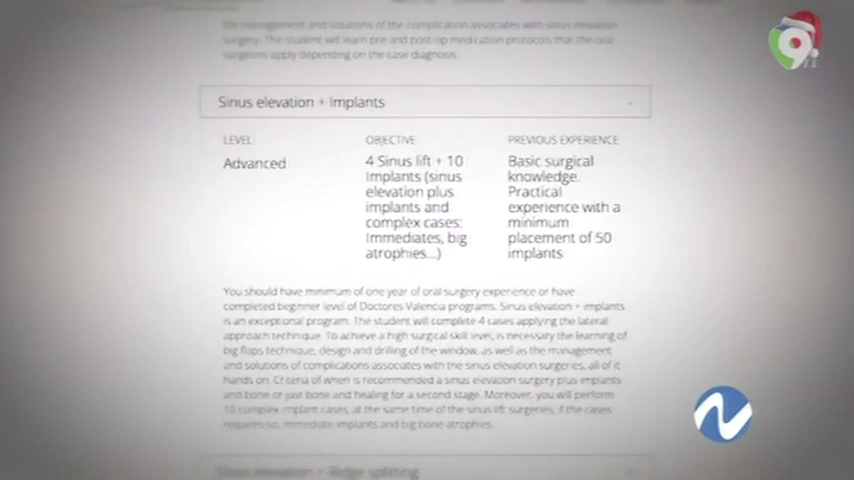 the management and solutions of the complication associates with sinus elevation
surgery. The student will learn pre and post-op medication protocols that the oral
surgeons apply depending on the case diagnosis.
Sinus elevation + Implants
LEVEL
OBJECTIVE
PREVIOUS EXPERIENCE
Advanced
4 Sinus lift + 10
Implants (sinus
elevation plus
implants and
complex cases:
Immediates, big
atrophies...)
Basic surgical
knowledge.
Practical
experience with a
minimum
placement of 50
implants
You should have minimum of one year of oral surgery experience or have
completed beginner level of Doctores Valencia programs. Sinus elevation + implants
is an exceptional program. The student will complete 4 cases applying the lateral
approach technique. To achieve a high surgical skill level, is necessary the learning of
big flaps technique, design and drilling of the window, as well as the management
and solutions of complications associates with the sinus elevation surgeries, all of it
hands on. Criteria of when is recommended a sinus elevation surgery plus implants
and bone or just bone and healing for a second stage. Moreover, you will perform
10 complex implant cases, at the same time of the sinus lift surgeries, if the cases
requires so, immediate implants and big bone atrophies.
Sinus elevation + Ridge splitting
9